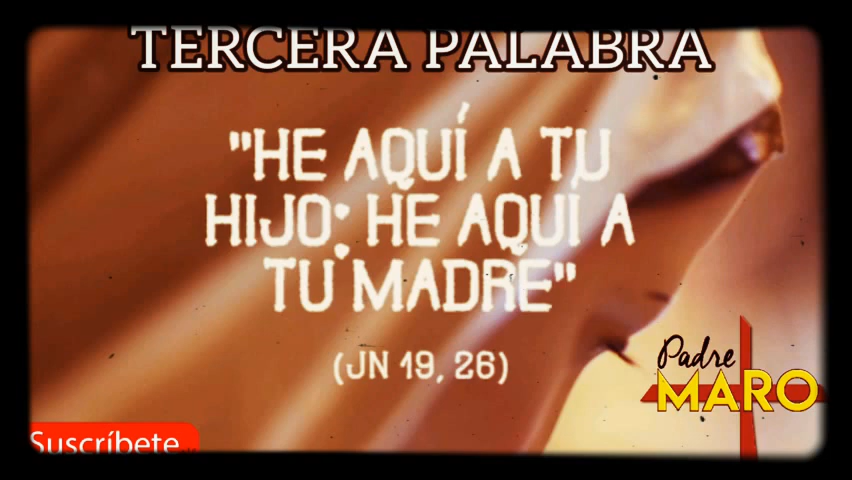 TERCERA PALABRA
"HE AQUÍ A TU
HIJO: HE AQUÍ A
TU MADRE"
(JN 19, 26)
Padre
MARO
Suscríbete